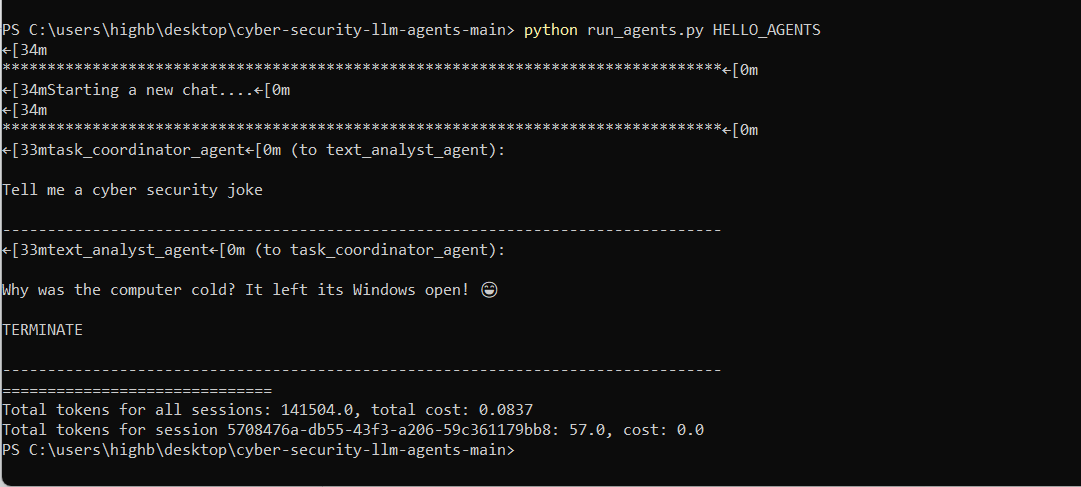 PS C:\users\highb\desktop\cyber-security-llm-agents-main> python run_agents.py HELLO_AGENTS
←[34m
********************************************************************************←[0m
←[34mStarting a new chat....←[0m
←[34m
********************************************************************************←[0m
←[33mtask_coordinator_agent←[0m (to text_analyst_agent):
Tell me a cyber security joke
--------------------------------------------------------------------------------
←[33mtext_analyst_agent←[0m (to task_coordinator_agent):
Why was the computer cold? It left its Windows open! 😄
TERMINATE
--------------------------------------------------------------------------------
==============================
Total tokens for all sessions: 141504.0, total cost: 0.0837
Total tokens for session 5708476a-db55-43f3-a206-59c361179bb8: 57.0, cost: 0.0
PS C:\users\highb\desktop\cyber-security-llm-agents-main>